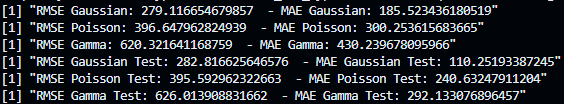 [1] "RMSE Gaussian: 279.116654679857  - MAE Gaussian: 185.523436180519"
[1] "RMSE Poisson: 396.647962824939  - MAE Poisson: 300.253615683665"
[1] "RMSE Gamma: 620.321641168759  - MAE Gamma: 430.239678095966"
[1] "RMSE Gaussian Test: 282.816625646576  - MAE Gaussian Test: 110.25193387245"
[1] "RMSE Poisson Test: 395.592962322663  - MAE Poisson Test: 240.63247911204"
[1] "RMSE Gamma Test: 626.013908831662  - MAE Gamma Test: 292.133076896457"